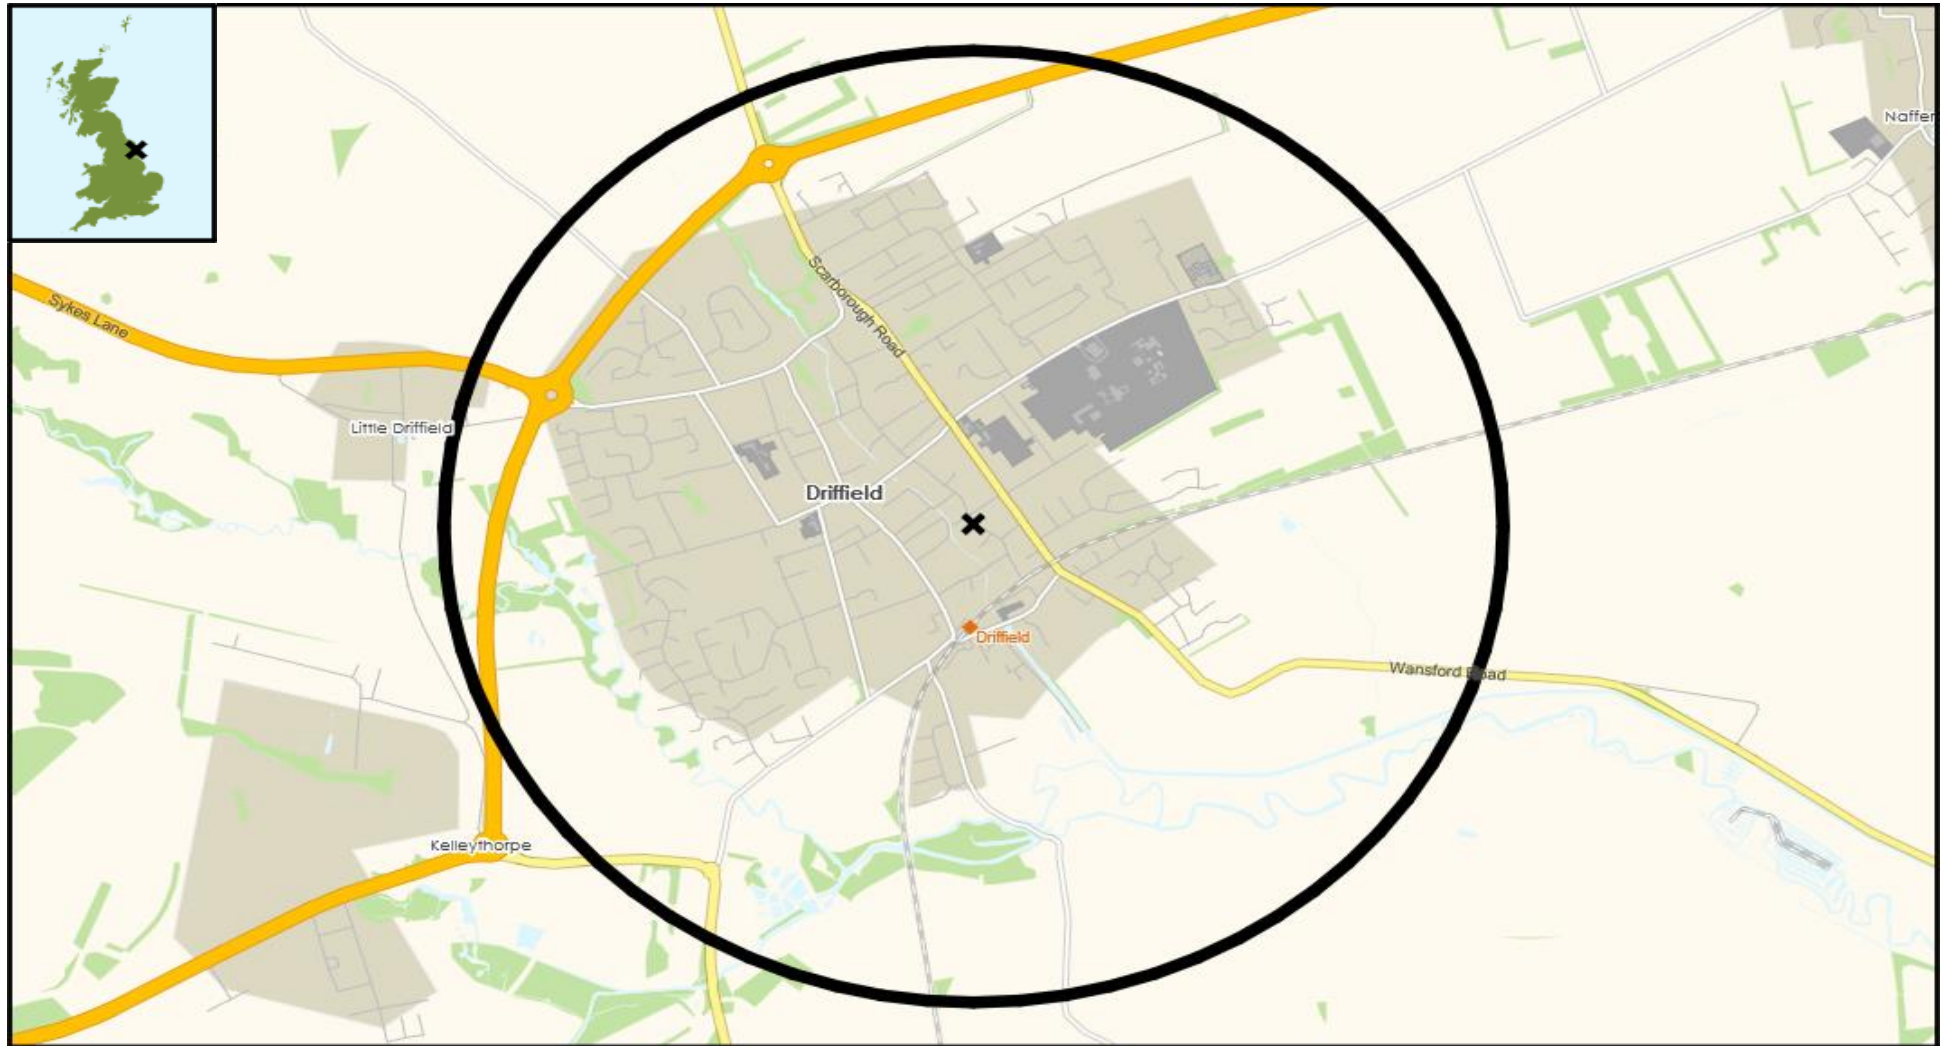 Naffer
Sykes Lane
Scarborough Road
Little Driffield
Driffield
Driffield
Wansford Road
Kelleythorpe